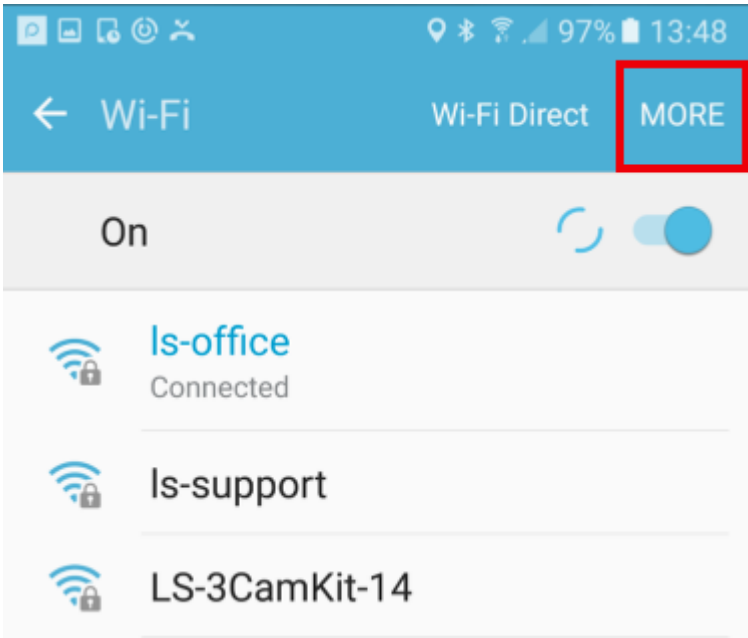 97% 13:48
Wi-Fi Wi-Fi Direct MORE
On
ls-office
Connected
ls-support
LS-3CamKit-14